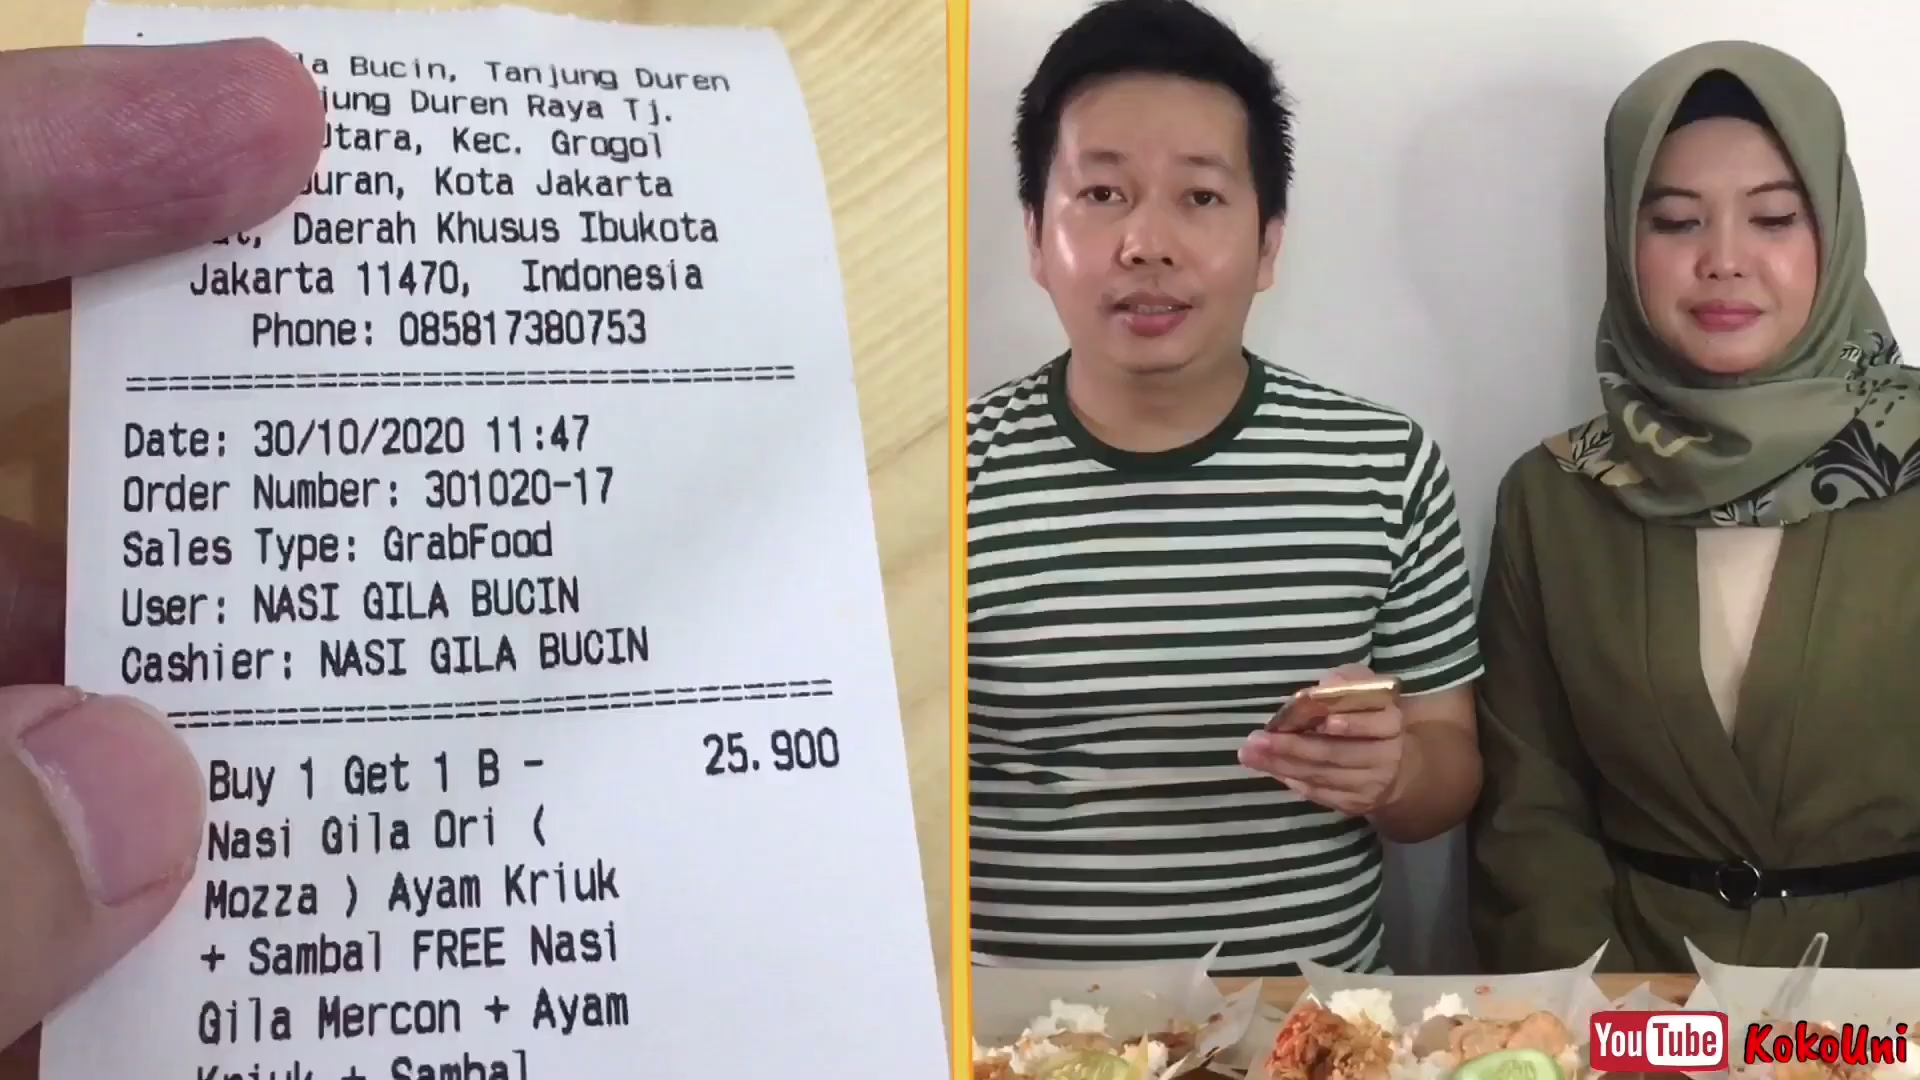 Bucin, Tanjung Duren
Duren Raya Tj.
Utara, Kec. Grogol
Kota Jakarta
Daerah Khusus Ibukota
Jakarta 11470, Indonesia
Phone: 085817380753
===============================
Date: 30/10/2020 11:47
Order Number: 301020-17
Sales Type: GrabFood
User: NASI GILA BUCIN
Cashier: NASI GILA BUCIN
===============================
Buy 1 Get 1 B - 25.900
Nasi Gila Ori (
Mozza ) Ayam Kriuk
+ Sambal FREE Nasi
Gila Mercon + Ayam
Kriuk + Sambal
YouTube KokoUni